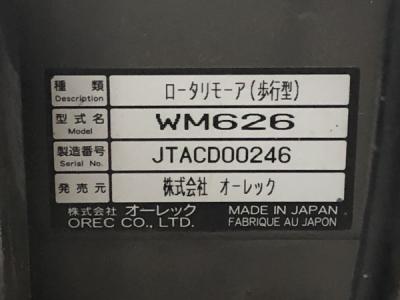 種類 ロータリモーア(歩行型)
Description
型式名 WM626
Model
製造番号 JTACD00246
Serial No.
発売元 株式会社 オーレック
株式会社 オーレック MADE IN JAPAN
OREC CO., LTD. FABRIQUE AU JAPON